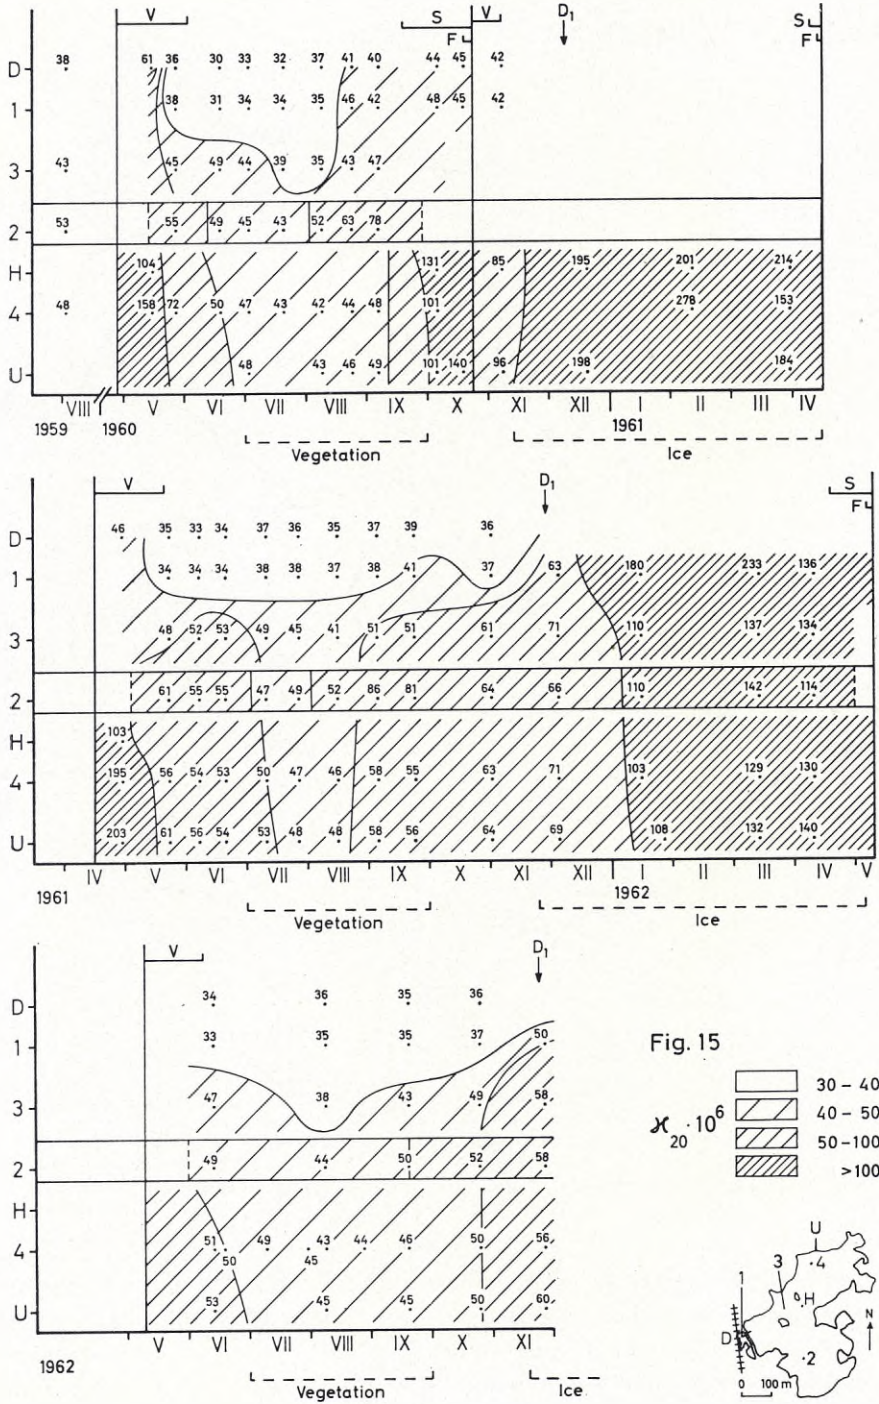 V S V D₁ S
F F
D 38 61 36 30 33 32 37 41 40 44 45 42
1 38 31 34 34 35 46 42 48 45 42
3 43 45 49 44 39 35 43 47
2 53 55 49 45 43 52 63 78
H 104 131 85 195 201 214
4 48 158 72 50 47 43 42 44 48 101 278 153
U 48 43 46 49 101 140 96 198 184
VIII V VI VII VIII IX X XI XII I II III IV
1959 1960 1961
Vegetation Ice
V D₁ S
F
D 46 35 33 34 37 36 35 37 39 36
1 34 34 34 38 38 37 38 41 37 63 180 233 136
3 48 52 53 49 45 41 51 51 61 71 110 137 134
2 61 55 55 47 49 52 86 81 64 66 110 142 114
H 103
4 195 56 54 53 50 47 46 58 55 63 71 103 129 130
U 203 61 56 54 53 48 48 58 56 64 69 108 132 140
IV V VI VII VIII IX X XI XII I II III IV V
1961 1962
Vegetation Ice
V D₁
D 34 36 35 36
1 33 35 35 37 50
3 47 38 43 49 58
2 49 44 50 52 58
H
4 51 50 49 45 43 44 46 50 56
U 53 45 45 50 60
V VI VII VIII IX X XI
1962
Vegetation Ice
Fig. 15
ϰ₂₀ · 10⁶
30 – 40
40 – 50
50 – 100
>100
U
3 4
1 H
N
D
2
0 100 m